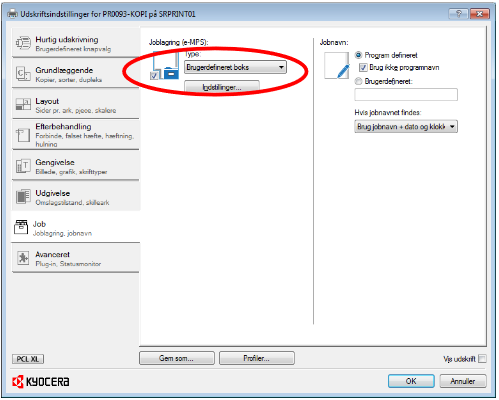 Udskriftsindstillinger for PR0093-KOPI på SRPRINT01
Hurtig udskrivning
Brugerdefineret knapvalg
Grundlæggende
Kopier, sorter, dupleks
Layout
Sider pr. ark, pjece, skalere
Efterbehandling
Forbinde, falset hæfte, hæftning,
hulning
Gengivelse
Billede, grafik, skrifttyper
Udgivelse
Omslagstilstand, skilleark
Job
Joblagring, jobnavn
Avanceret
Plug-in, Statusmonitor
Joblagring (e-MPS):
Type:
Brugerdefineret boks
Indstillinger...
Jobnavn:
Program defineret
Brug ikke programnavn
Brugerdefineret:
Hvis jobnavnet findes:
Brug jobnavn + dato og klokk
PCL XL
Gem som...
Profiler...
Vis udskrift
KYOCERA
OK
Annuller